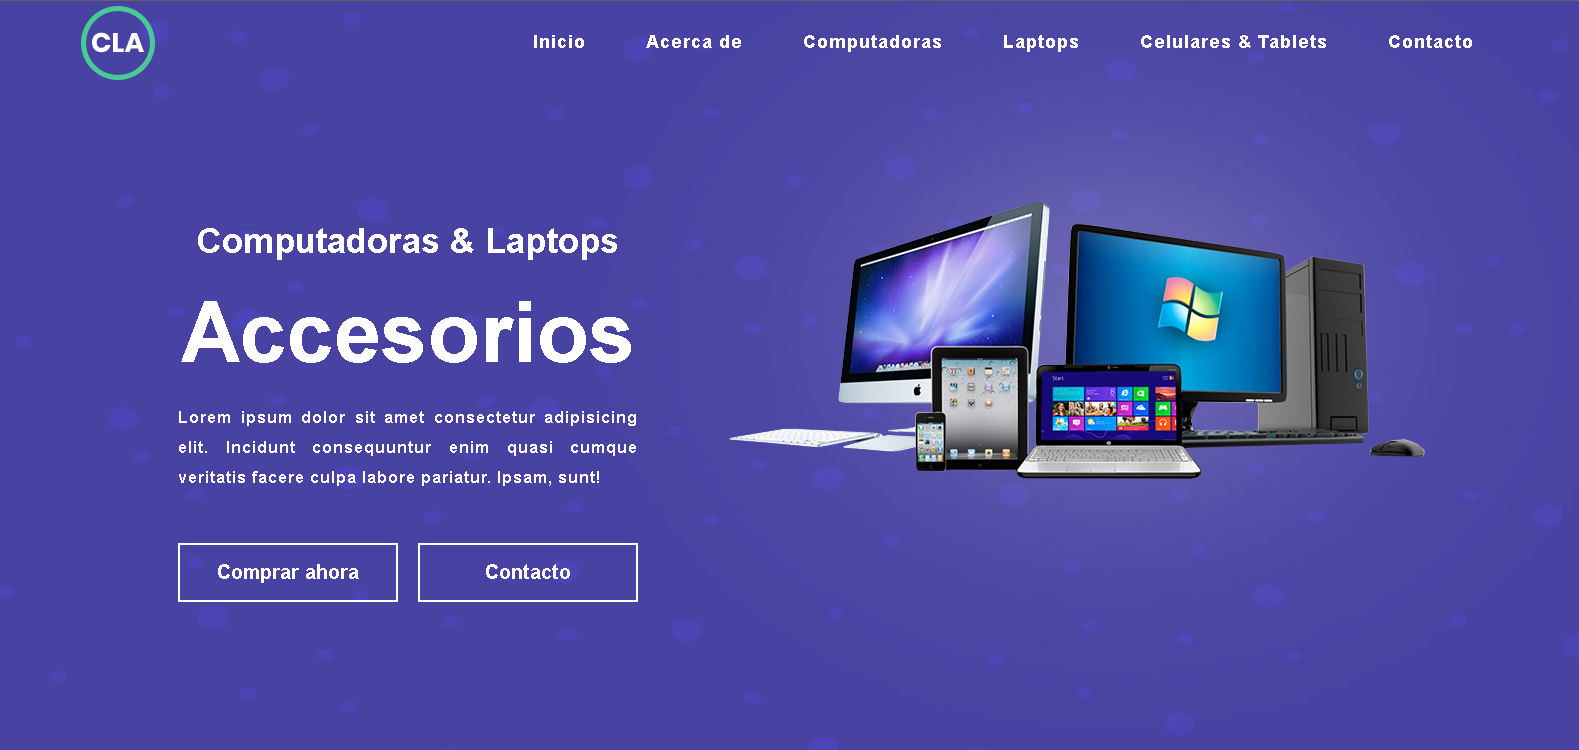 CLA
Inicio Acerca de Computadoras Laptops Celulares & Tablets Contacto
Computadoras & Laptops
Accesorios
Lorem ipsum dolor sit amet consectetur adipisicing
elit. Incidunt consequuntur enim quasi cumque
veritatis facere culpa labore pariatur. Ipsam, sunt!
Comprar ahora Contacto
Start